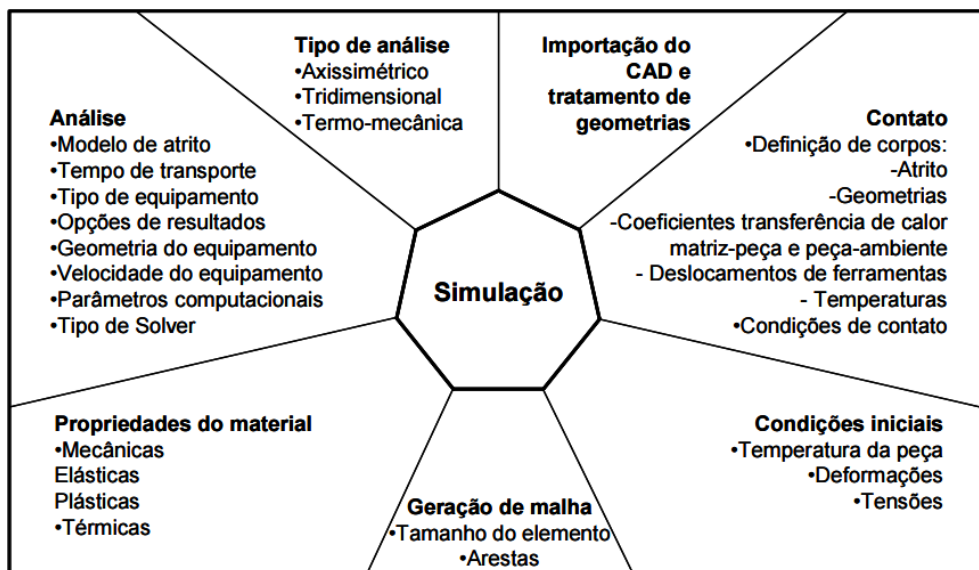 Tipo de análise
•Axissimétrico
•Tridimensional
•Termo-mecânica
Importação do
CAD e
tratamento de
geometrias
Análise
•Modelo de atrito
•Tempo de transporte
•Tipo de equipamento
•Opções de resultados
•Geometria do equipamento
•Velocidade do equipamento
•Parâmetros computacionais
•Tipo de Solver
Contato
•Definição de corpos:
-Atrito
-Geometrias
-Coeficientes transferência de calor
matriz-peça e peça-ambiente
- Deslocamentos de ferramentas
- Temperaturas
•Condições de contato
Simulação
Propriedades do material
•Mecânicas
Elásticas
Plásticas
•Térmicas
Geração de malha
•Tamanho do elemento
•Arestas
Condições iniciais
•Temperatura da peça
•Deformações
•Tensões